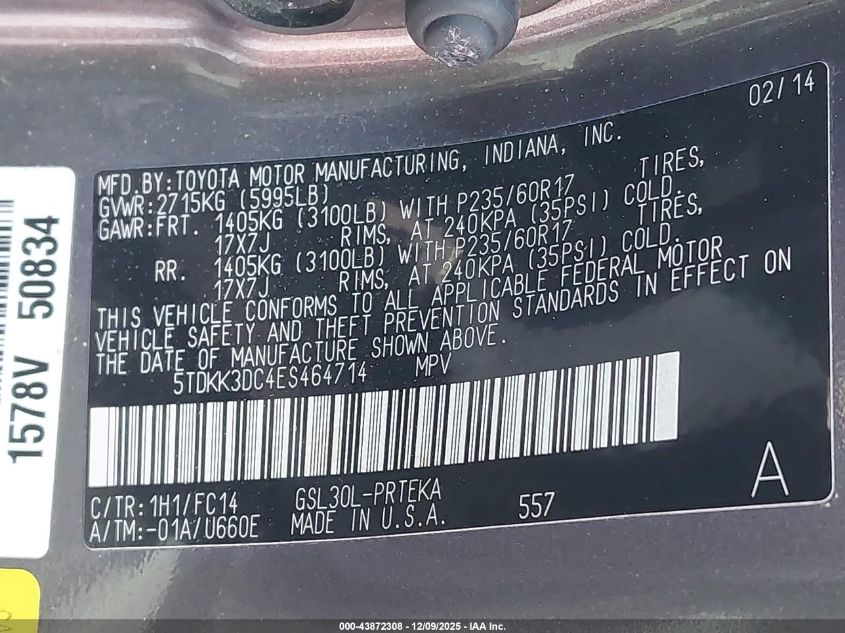 02/14
MFD.BY:TOYOTA MOTOR MANUFACTURING, INDIANA, INC.
GVWR:2715KG (5995LB)
GAWR:FRT. 1405KG (3100LB) WITH P235/60R17 TIRES,
17X7J RIMS, AT 240KPA (35PSI) COLD.
RR. 1405KG (3100LB) WITH P235/60R17 TIRES,
17X7J RIMS, AT 240KPA (35PSI) COLD.
THIS VEHICLE CONFORMS TO ALL APPLICABLE FEDERAL MOTOR
VEHICLE SAFETY AND THEFT PREVENTION STANDARDS IN EFFECT ON
THE DATE OF MANUFACTURE SHOWN ABOVE.
5TDKK3DC4ES464714 MPV
C/TR:1H1/FC14 GSL30L-PRTEKA
A/TM:-01A/U660E MADE IN U.S.A. 557
A
1578V 50834
000-43872308 - 12/09/2025 - IAA Inc.